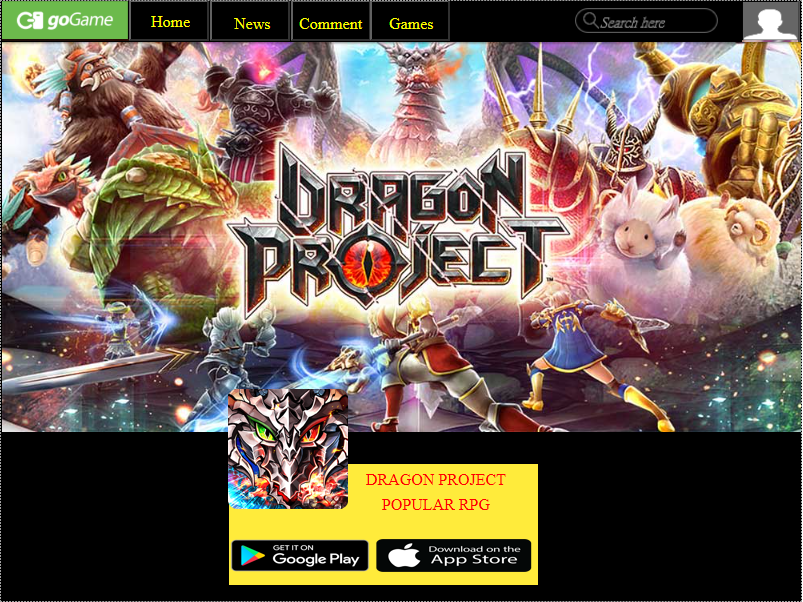 goGame
Home
News
Comment
Games
Search here
DRAGON
PROJECT™
DRAGON PROJECT
POPULAR RPG
GET IT ON
Google Play
Download on the
App Store